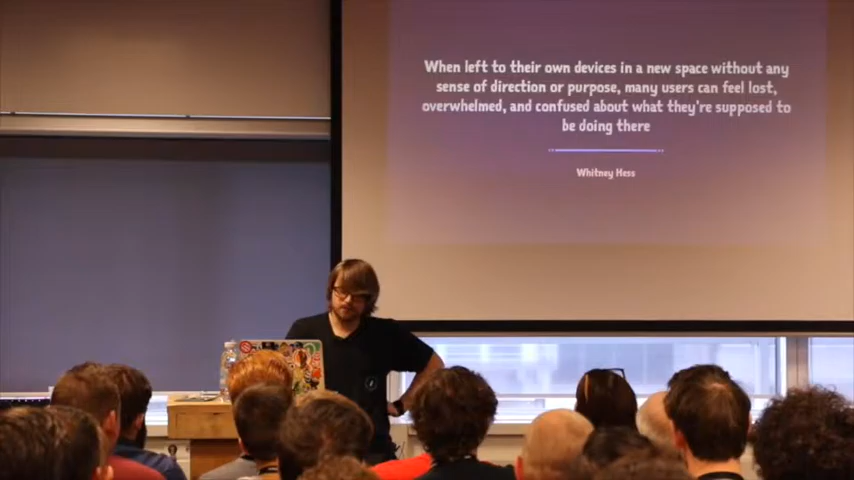 When left to their own devices in a new space without any
sense of direction or purpose, many users can feel lost,
overwhelmed, and confused about what they're supposed to
be doing there
Whitney Hess